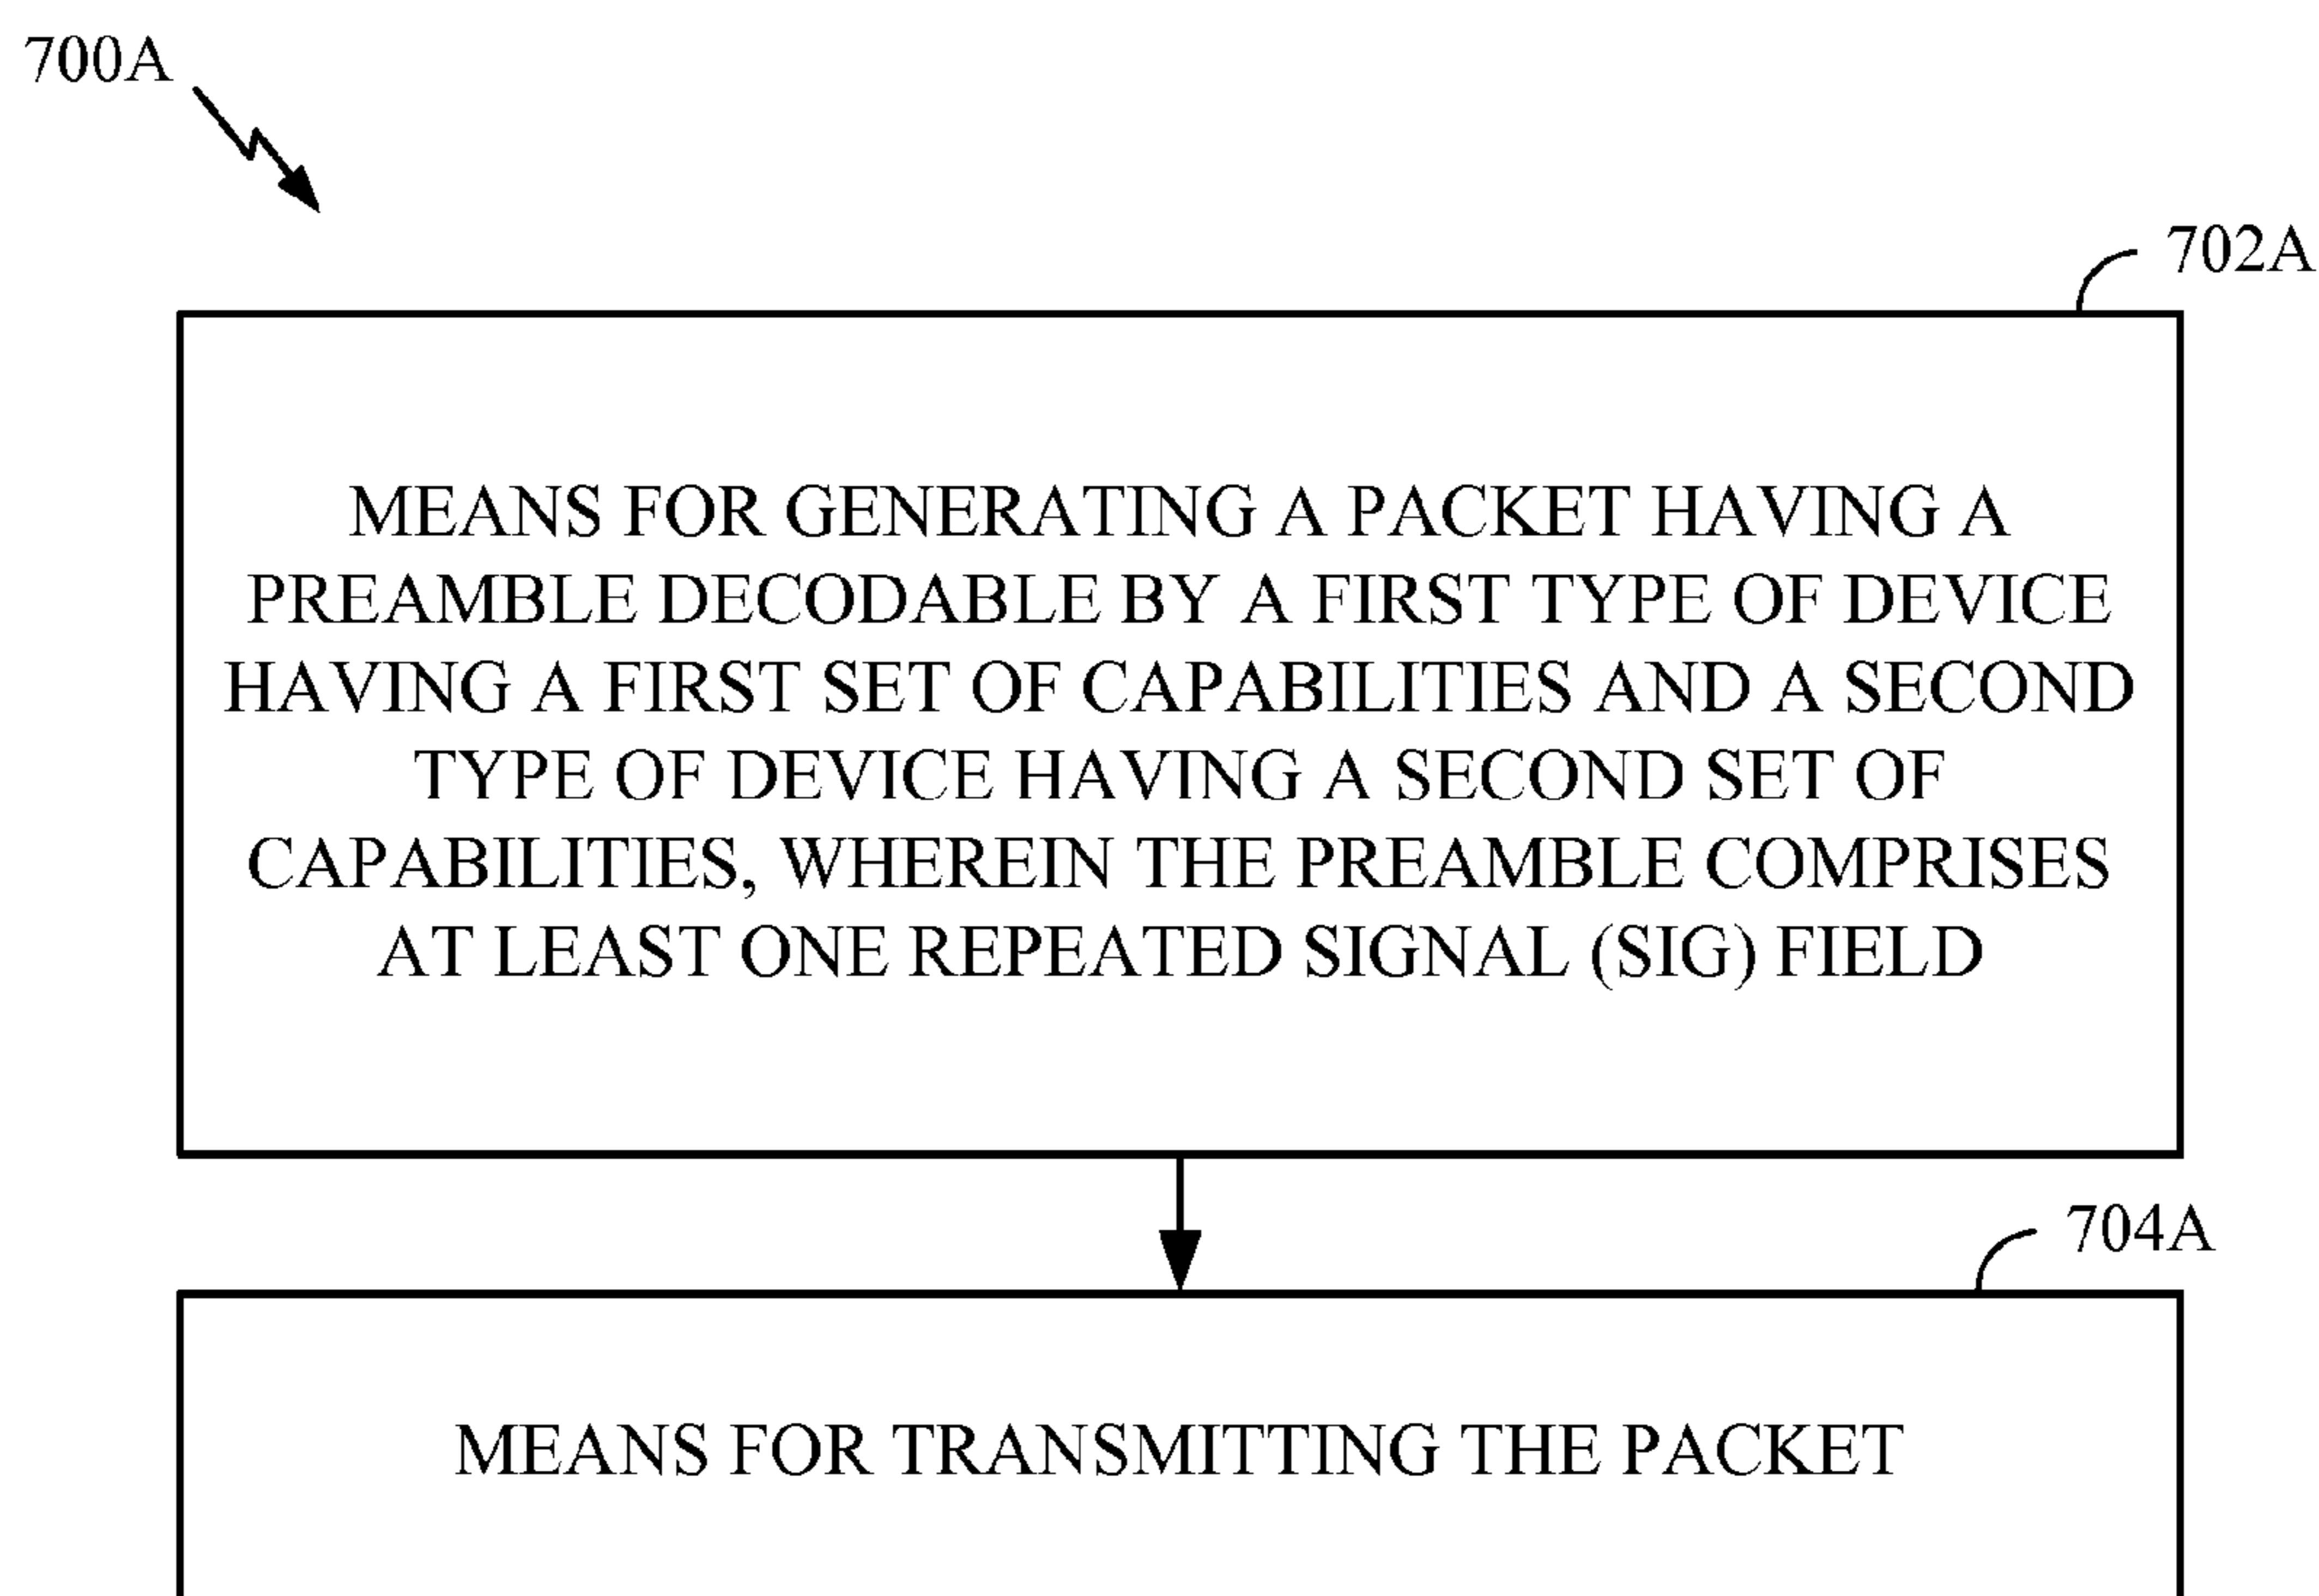 700A
702A
MEANS FOR GENERATING A PACKET HAVING A
PREAMBLE DECODABLE BY A FIRST TYPE OF DEVICE
HAVING A FIRST SET OF CAPABILITIES AND A SECOND
TYPE OF DEVICE HAVING A SECOND SET OF
CAPABILITIES, WHEREIN THE PREAMBLE COMPRISES
AT LEAST ONE REPEATED SIGNAL (SIG) FIELD
704A
MEANS FOR TRANSMITTING THE PACKET